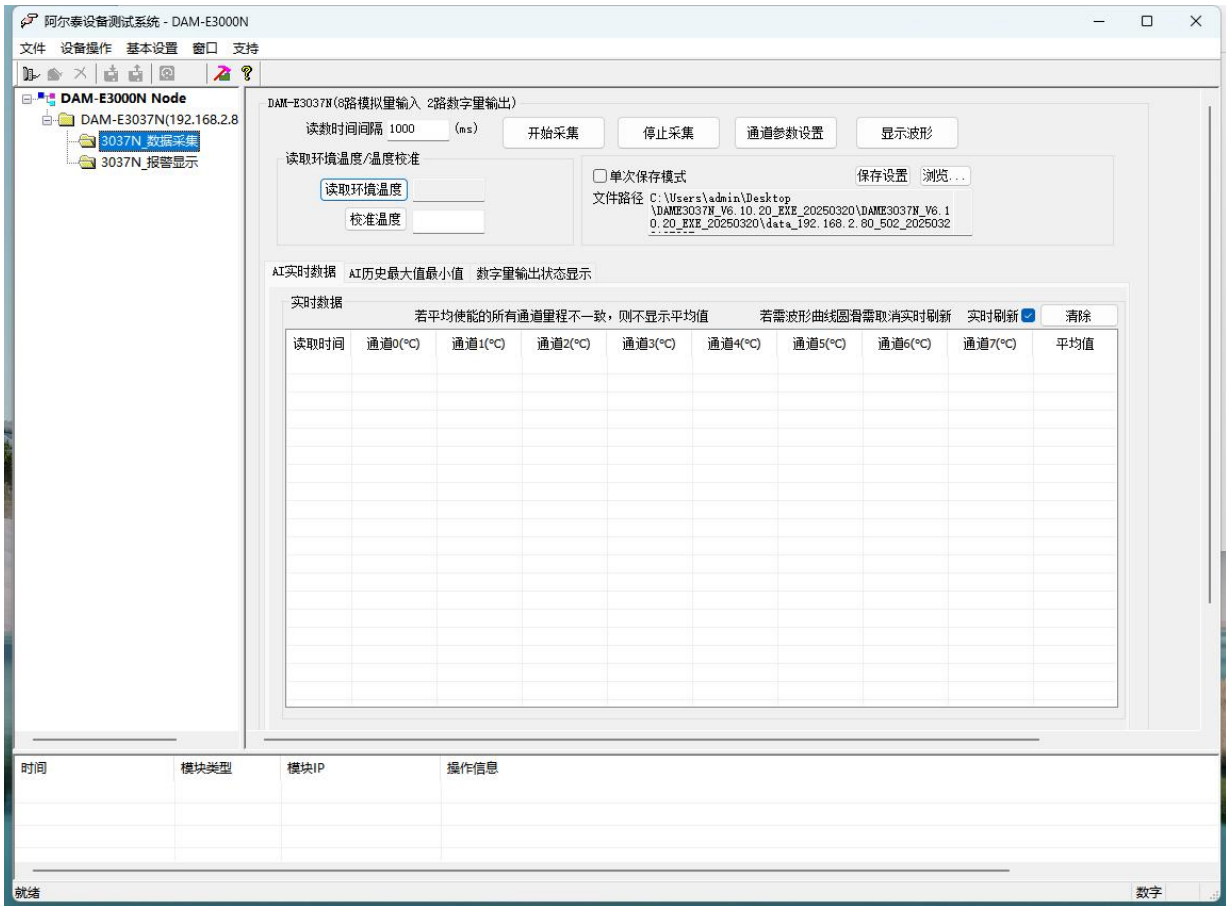 阿尔泰设备测试系统 - DAM-E3000N
文件 设备操作 基本设置 窗口 支持
DAM-E3000N Node
DAM-E3037N(192.168.2.8
3037N_数据采集
3037N_报警显示
DAM-E3037N(8路模拟里输入 2路数字里输出)
读数时间间隔 1000 (ms) 开始采集 停止采集 通道参数设置 显示波形
读取环境温度/温度校准
读取环境温度
校准温度
单次保存模式 保存设置 浏览...
文件路径 C:\Users\admin\Desktop
\DAME3037N_V6.10.20_EXE_20250320\DAME3037N_V6.1
0.20_EXE_20250320\data_192.168.2.80_502_2025032
AI实时数据 AI历史最大值最小值 数字里输出状态显示
实时数据
若平均使能的所有通道里程不一致，则不显示平均值 若需波形曲线圆滑需取消实时刷新 实时刷新 清除
读取时间 通道0(°C) 通道1(°C) 通道2(°C) 通道3(°C) 通道4(°C) 通道5(°C) 通道6(°C) 通道7(°C) 平均值
时间 模块类型 模块IP 操作信息
就绪 数字